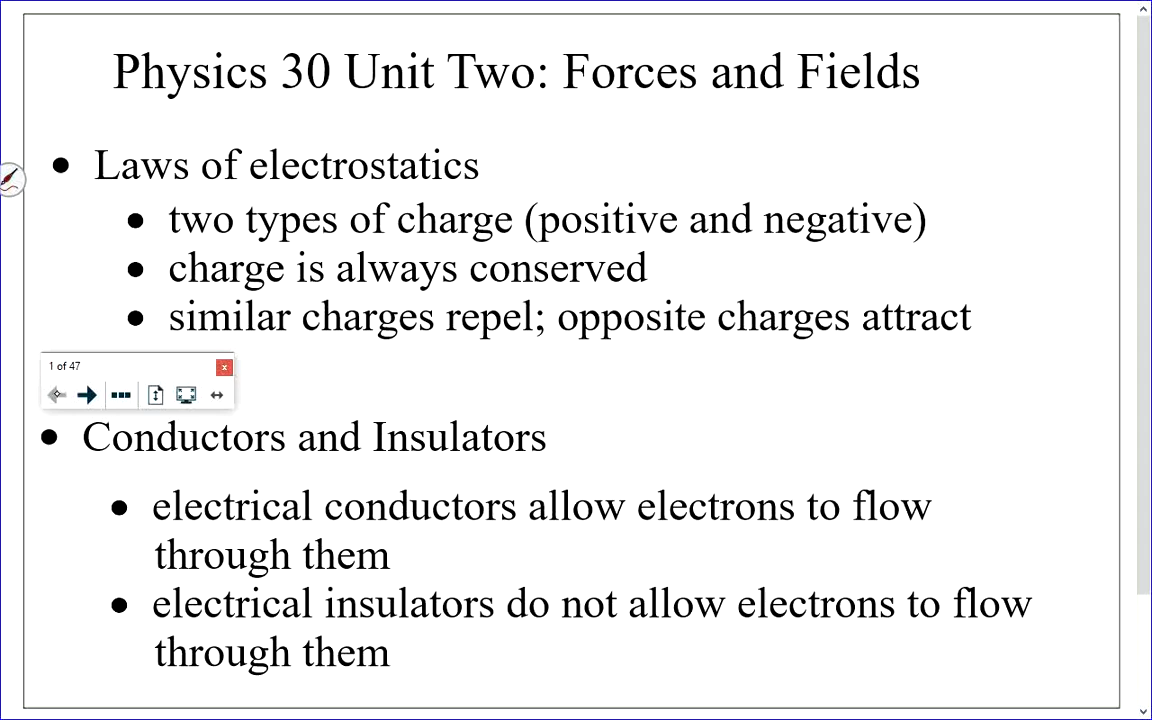 Physics 30 Unit Two: Forces and Fields
• Laws of electrostatics
• two types of charge (positive and negative)
• charge is always conserved
• similar charges repel; opposite charges attract
1 of 47
x
• Conductors and Insulators
• electrical conductors allow electrons to flow
through them
• electrical insulators do not allow electrons to flow
through them